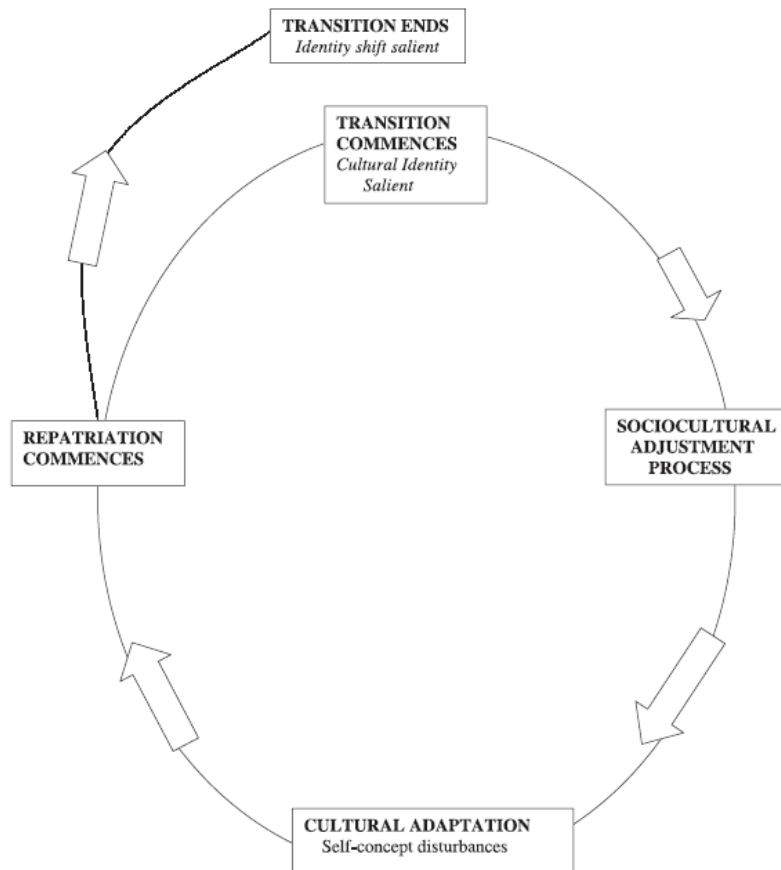 TRANSITION ENDS
Identity shift salient
TRANSITION
COMMENCES
Cultural Identity
Salient
SOCIOCULTURAL
ADJUSTMENT
PROCESS
REPATRIATION
COMMENCES
CULTURAL ADAPTATION
Self-concept disturbances